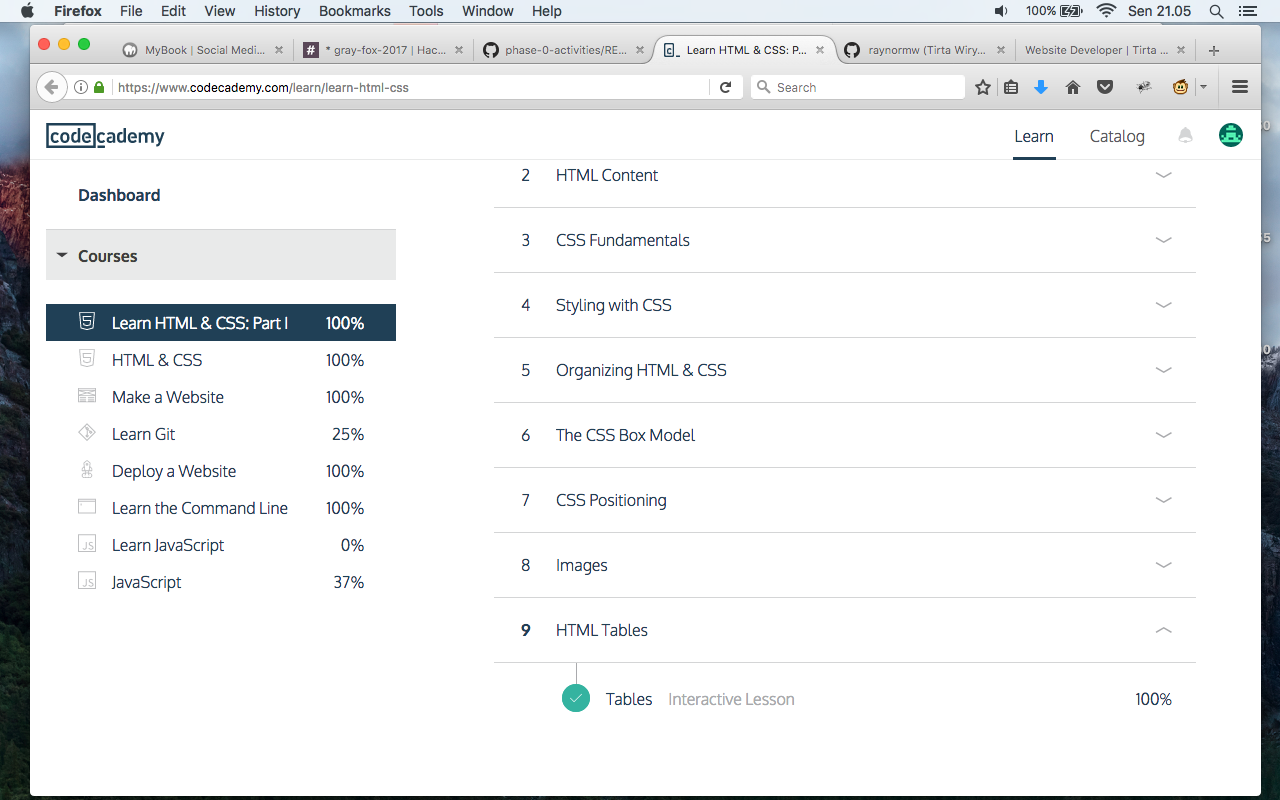 Firefox File Edit View History Bookmarks Tools Window Help 100% Sen 21.05
MyBook | Social Medi... * gray-fox-2017 | Hac... phase-0-activities/RE... Learn HTML & CSS: P... raynormw (Tirta Wiry... Website Developer | Tirta ...
https://www.codecademy.com/learn/learn-html-css Search
codecademy Learn Catalog
Dashboard
Courses
Learn HTML & CSS: Part I 100%
HTML & CSS 100%
Make a Website 100%
Learn Git 25%
Deploy a Website 100%
Learn the Command Line 100%
Learn JavaScript 0%
JavaScript 37%
2 HTML Content
3 CSS Fundamentals
4 Styling with CSS
5 Organizing HTML & CSS
6 The CSS Box Model
7 CSS Positioning
8 Images
9 HTML Tables
Tables Interactive Lesson 100%